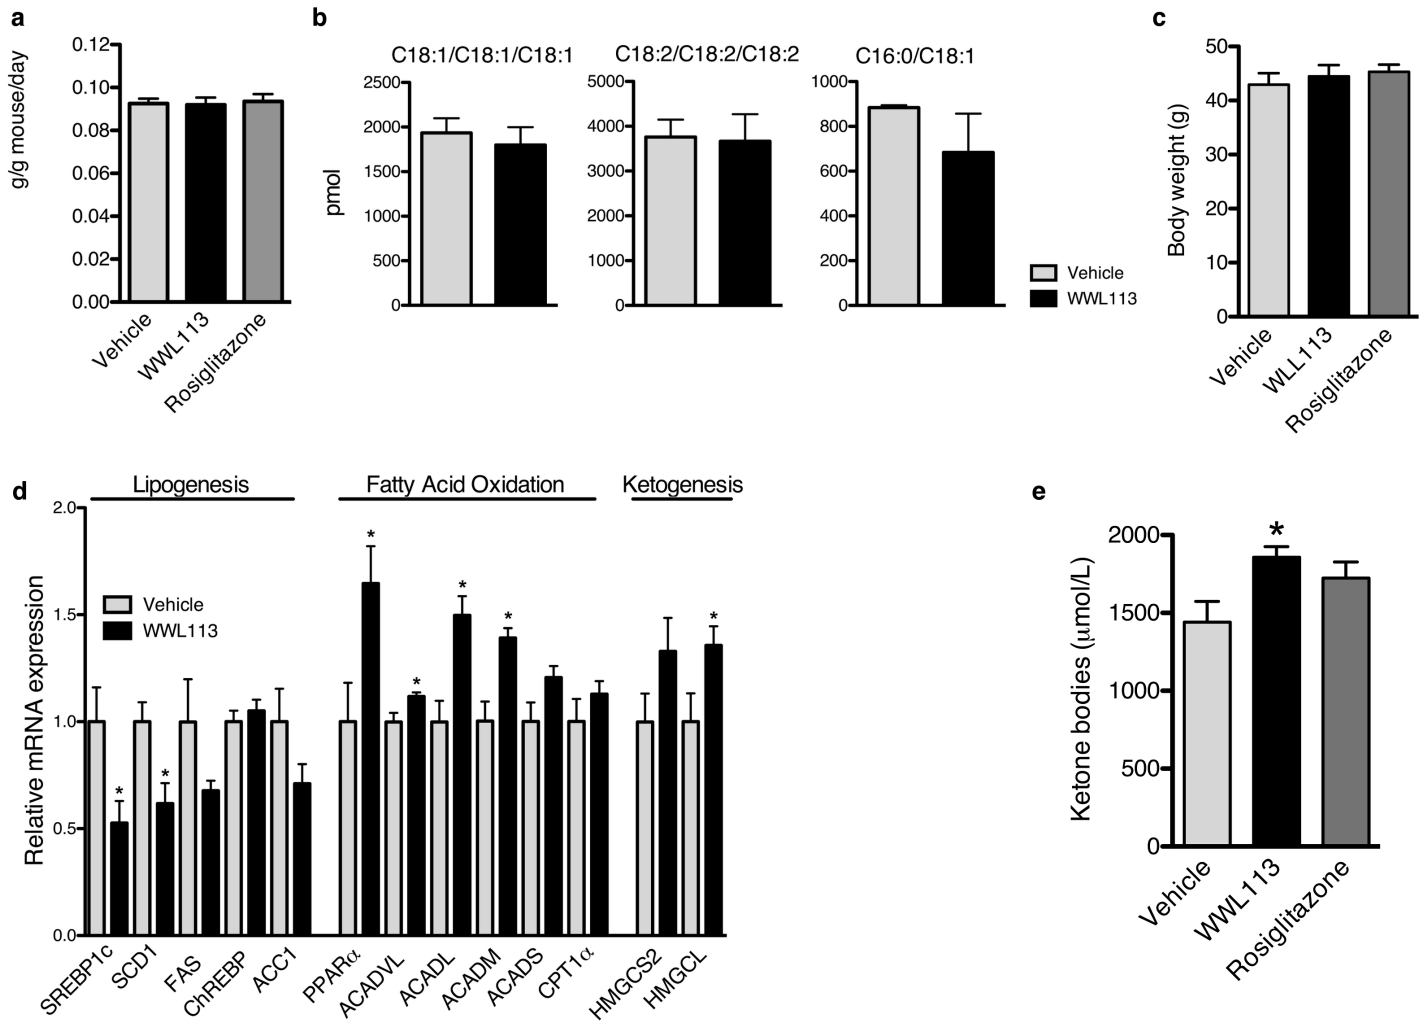 a
g/g mouse/day
0.12
0.10
0.08
0.06
0.04
0.02
0.00
Vehicle
WWL113
Rosiglitazone
b
pmol
C18:1/C18:1/C18:1
2500
2000
1500
1000
500
0
C18:2/C18:2/C18:2
5000
4000
3000
2000
1000
0
C16:0/C18:1
1000
800
600
400
200
0
Vehicle
WWL113
c
Body weight (g)
50
40
30
20
10
0
Vehicle
WLL113
Rosiglitazone
d
Lipogenesis
Fatty Acid Oxidation
Ketogenesis
Relative mRNA expression
2.0
1.5
1.0
0.5
0.0
Vehicle
WWL113
*
*
*
*
*
*
*
SREBP1c
SCD1
FAS
ChREBP
ACC1
PPARα
ACADVL
ACADL
ACADM
ACADS
CPT1α
HMGCS2
HMGCL
e
Ketone bodies (μmol/L)
2000
1500
1000
500
0
*
Vehicle
WWL113
Rosiglitazone